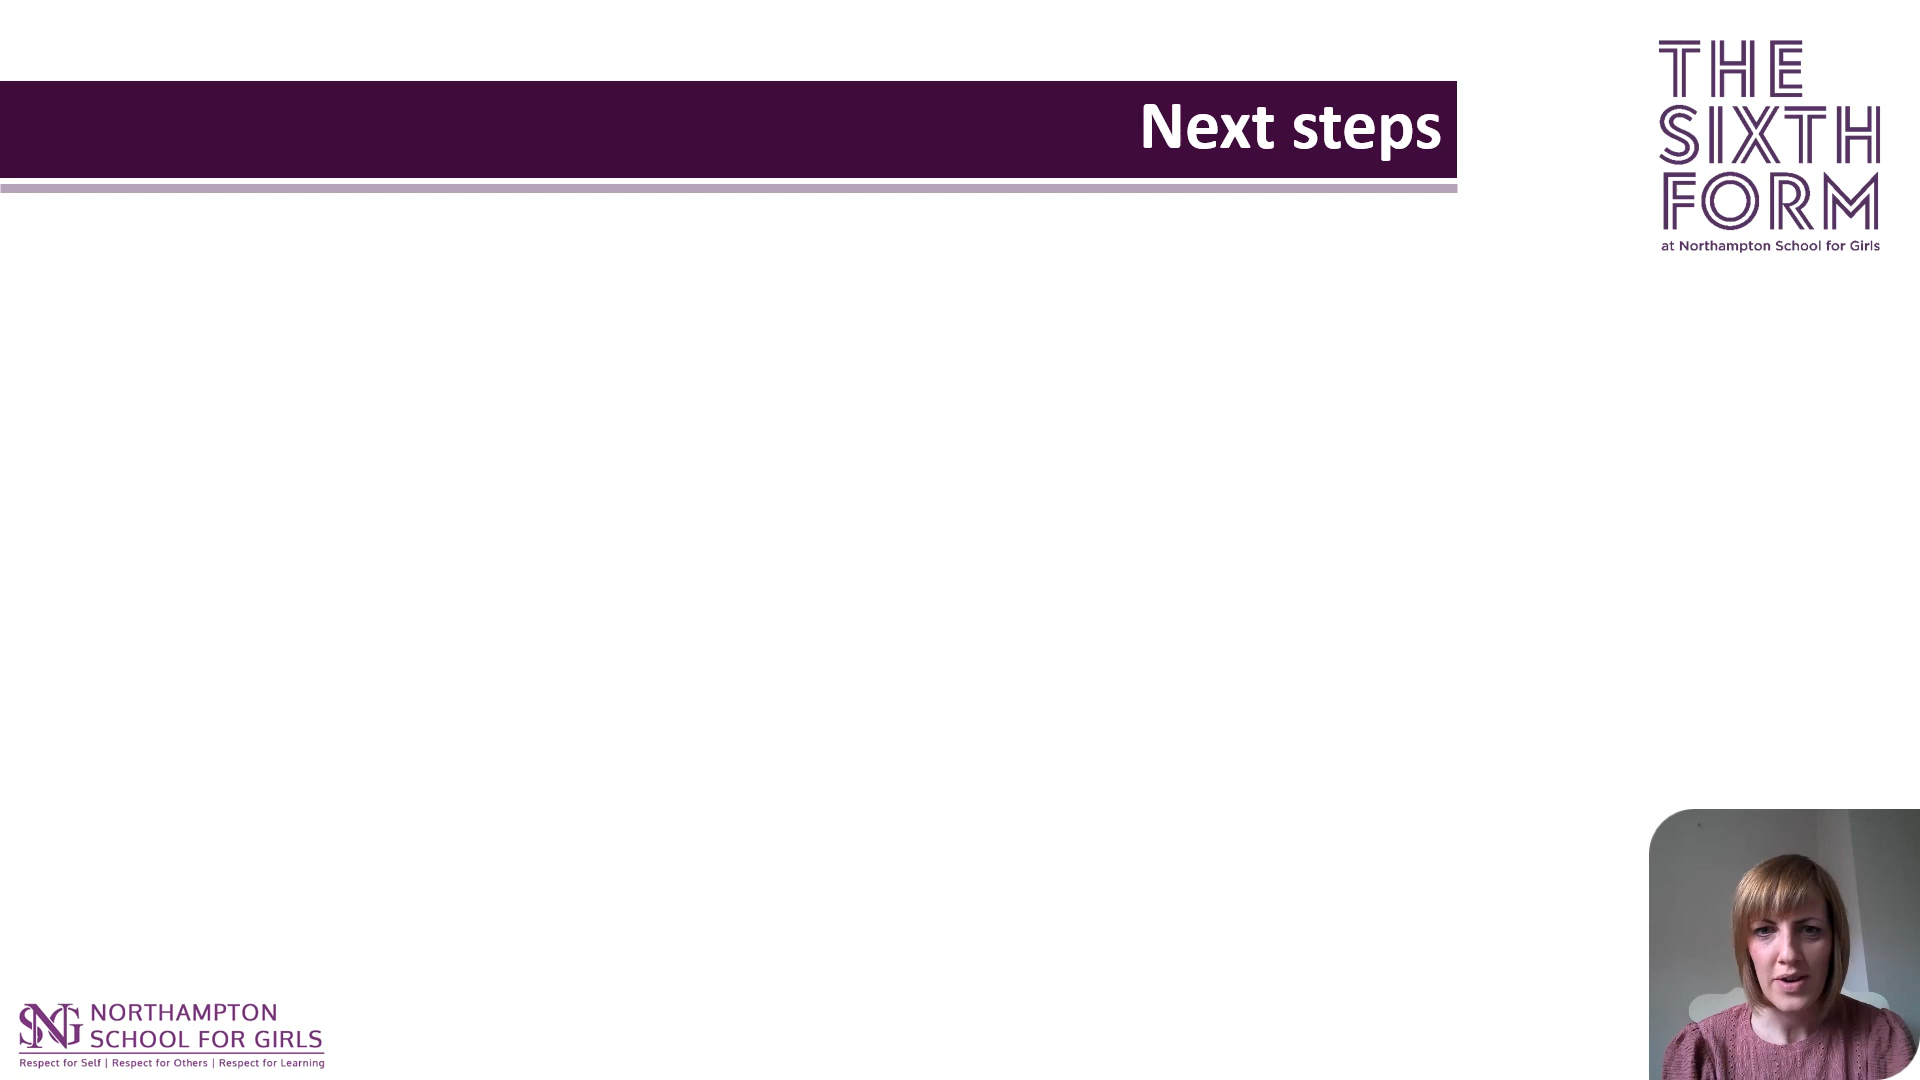 Next steps
THE
SIXTH
FORM
at Northampton School for Girls
SNG
NORTHAMPTON
SCHOOL FOR GIRLS
Respect for Self | Respect for Others | Respect for Learning